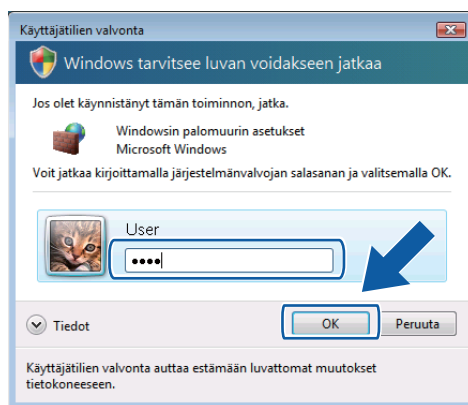 Käyttäjätilien valvonta
Windows tarvitsee luvan voidakseen jatkaa
Jos olet käynnistänyt tämän toiminnon, jatka.
Windowsin palomuurin asetukset
Microsoft Windows
Voit jatkaa kirjoittamalla järjestelmänvalvojan salasanan ja valitsemalla OK.
User
••••
Tiedot
OK
Peruuta
Käyttäjätilien valvonta auttaa estämään luvattomat muutokset
tietokoneeseen.